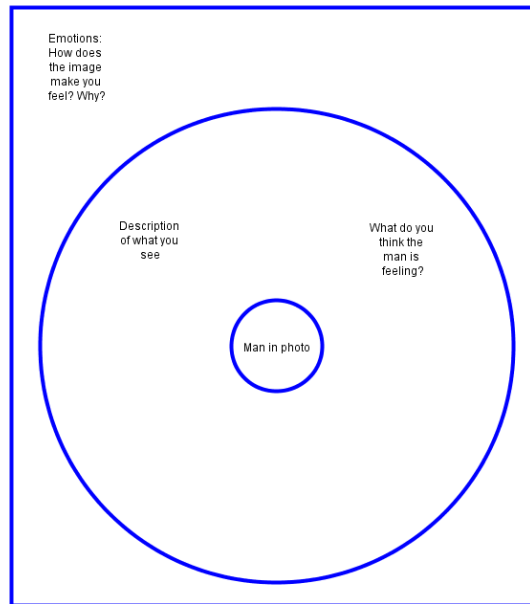 Emotions:
How does
the image
make you
feel? Why?
Description
of what you
see
What do you
think the
man is
feeling?
Man in photo